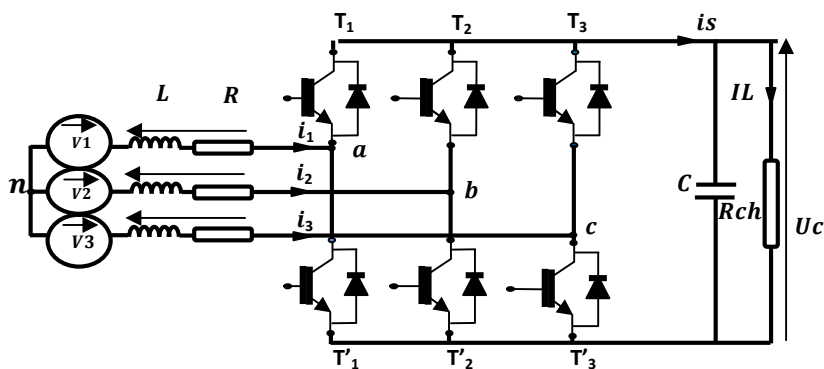 T1 T2 T3 is
L R IL
V1 i1 a
n V2 i2 b C Rch Uc
V3 i3 c
T'1 T'2 T'3